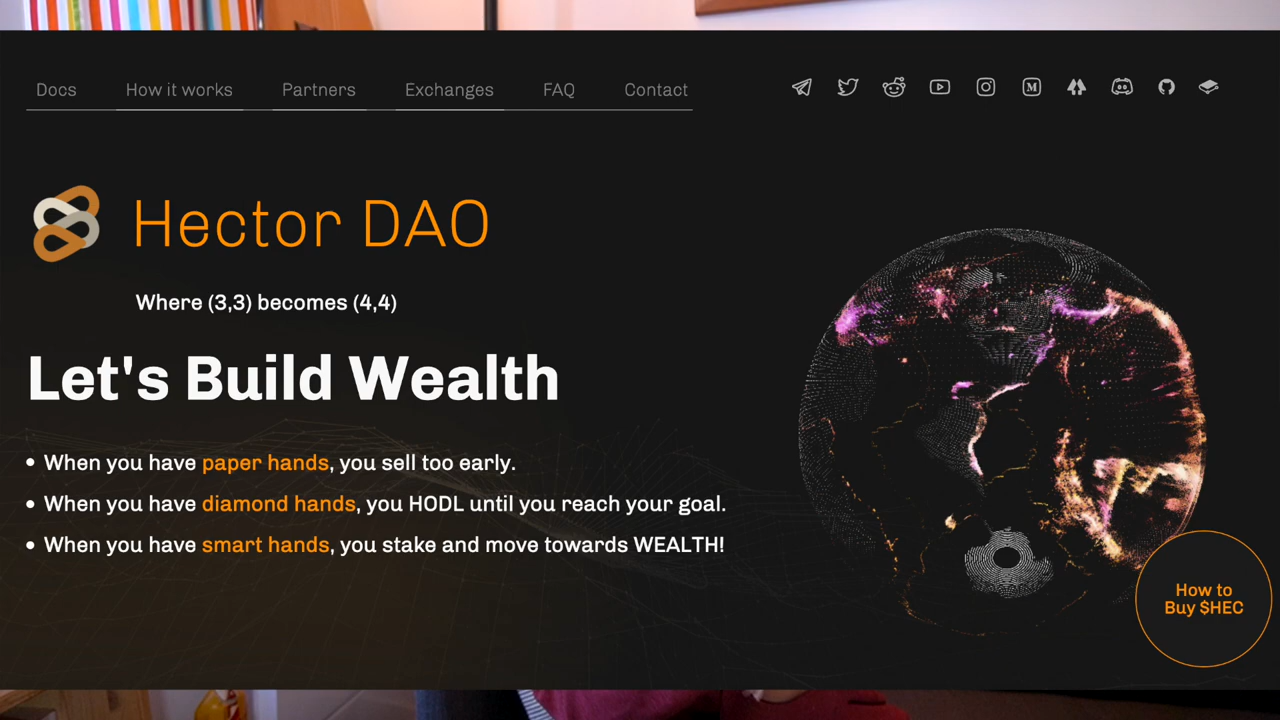 Docs
How it works
Partners
Exchanges
FAQ
Contact
M
Hector DAO
Where (3,3) becomes (4,4)
Let's Build Wealth
• When you have paper hands, you sell too early.
• When you have diamond hands, you HODL until you reach your goal.
• When you have smart hands, you stake and move towards WEALTH!
How to
Buy $HEC